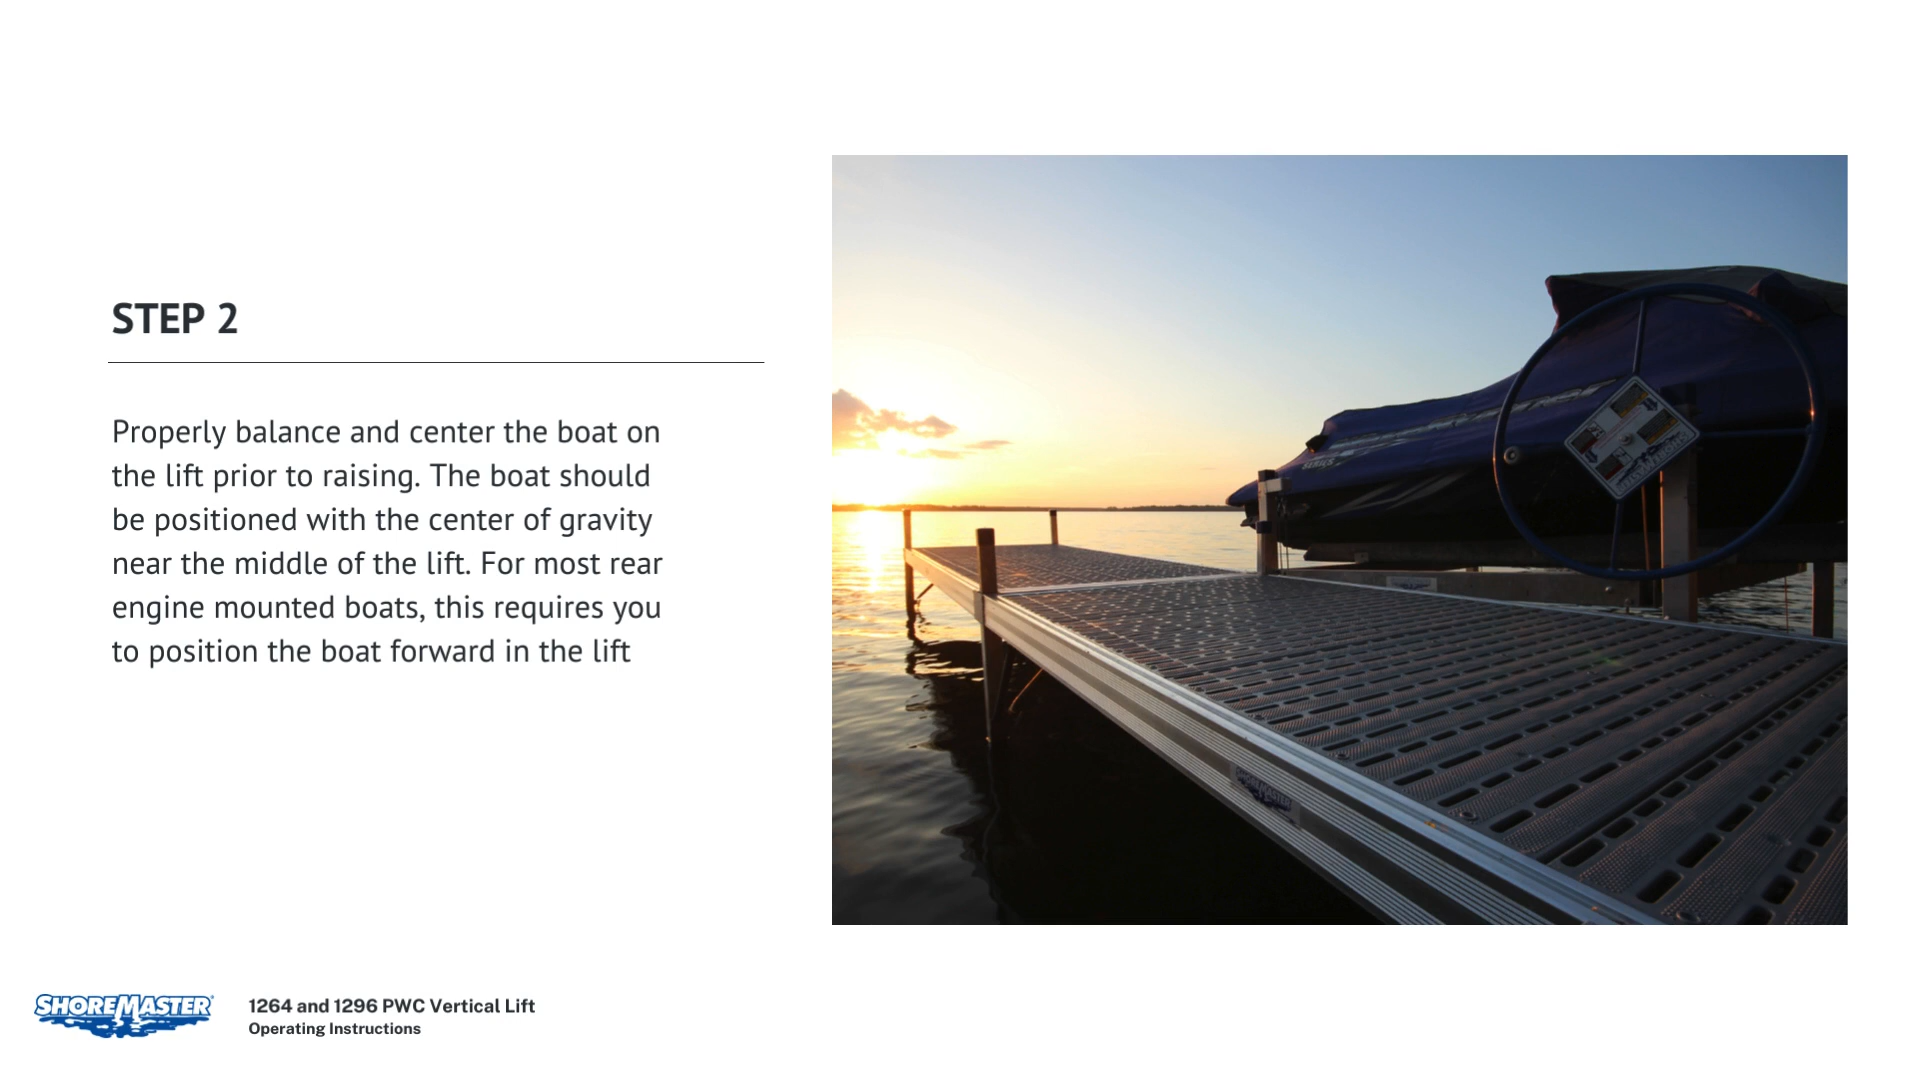 STEP 2
Properly balance and center the boat on
the lift prior to raising. The boat should
be positioned with the center of gravity
near the middle of the lift. For most rear
engine mounted boats, this requires you
to position the boat forward in the lift
SHOREMASTER
SHOREMASTER
1264 and 1296 PWC Vertical Lift
Operating Instructions